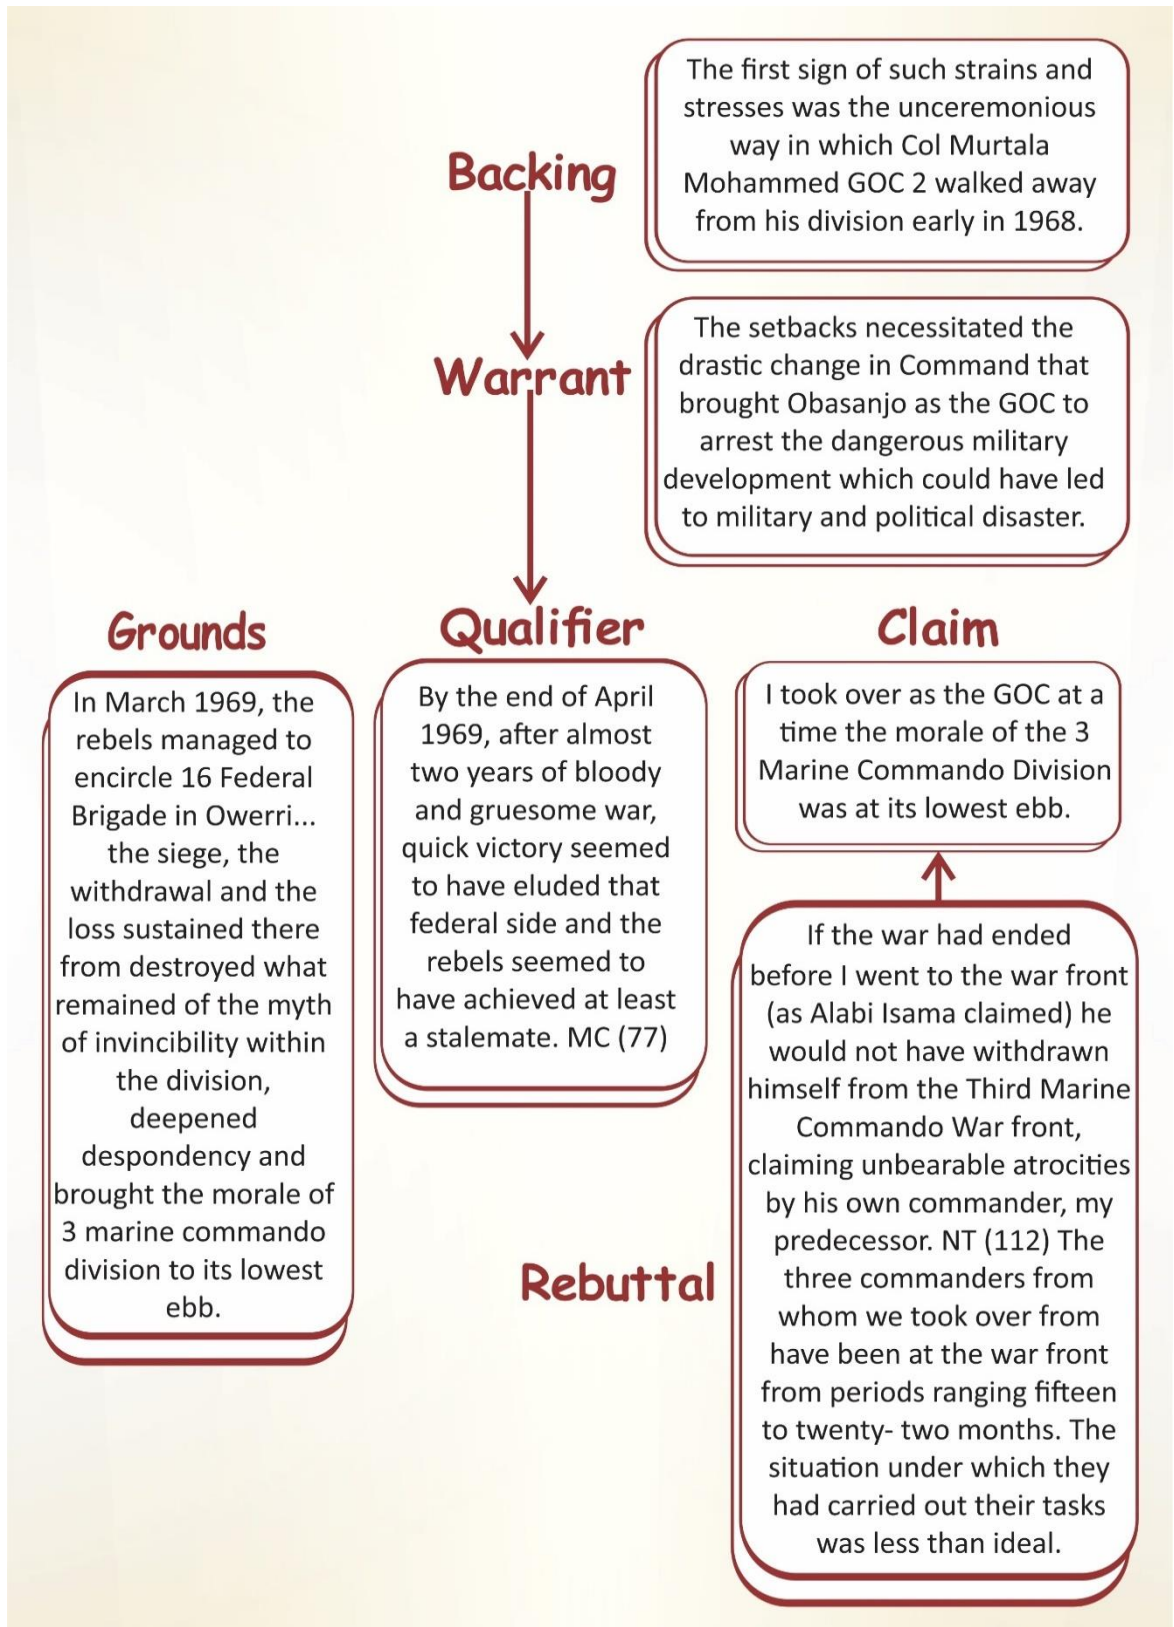 Backing
The first sign of such strains and
stresses was the unceremonious
way in which Col Murtala
Mohammed GOC 2 walked away
from his division early in 1968.
Warrant
The setbacks necessitated the
drastic change in Command that
brought Obasanjo as the GOC to
arrest the dangerous military
development which could have led
to military and political disaster.
Grounds
In March 1969, the
rebels managed to
encircle 16 Federal
Brigade in Owerri...
the siege, the
withdrawal and the
loss sustained there
from destroyed what
remained of the myth
of invincibility within
the division,
deepened
despondency and
brought the morale of
3 marine commando
division to its lowest
ebb.
Qualifier
By the end of April
1969, after almost
two years of bloody
and gruesome war,
quick victory seemed
to have eluded that
federal side and the
rebels seemed to
have achieved at least
a stalemate. MC (77)
Claim
I took over as the GOC at a
time the morale of the 3
Marine Commando Division
was at its lowest ebb.
Rebuttal
If the war had ended
before I went to the war front
(as Alabi Isama claimed) he
would not have withdrawn
himself from the Third Marine
Commando War front,
claiming unbearable atrocities
by his own commander, my
predecessor. NT (112) The
three commanders from
whom we took over from
have been at the war front
from periods ranging fifteen
to twenty- two months. The
situation under which they
had carried out their tasks
was less than ideal.